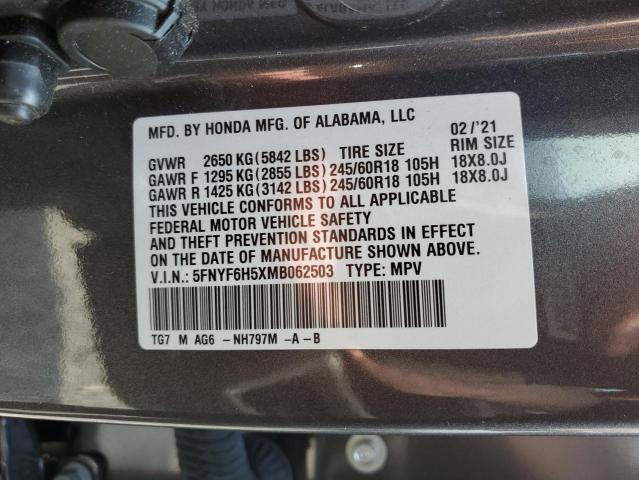 MFD. BY HONDA MFG. OF ALABAMA, LLC 02/'21
GVWR 2650 KG(5842 LBS) TIRE SIZE RIM SIZE
GAWR F 1295 KG(2855 LBS)245/60R18 105H 18X8.0J
GAWR R 1425 KG(3142 LBS)245/60R18 105H 18X8.0J
THIS VEHICLE CONFORMS TO ALL APPLICABLE
FEDERAL MOTOR VEHICLE SAFETY
AND THEFT PREVENTION STANDARDS IN EFFECT
ON THE DATE OF MANUFACTURE SHOWN ABOVE.
V.I.N.: 5FNYF6H5XMB062503 TYPE: MPV
TG7 M AG6 -NH797M -A -B